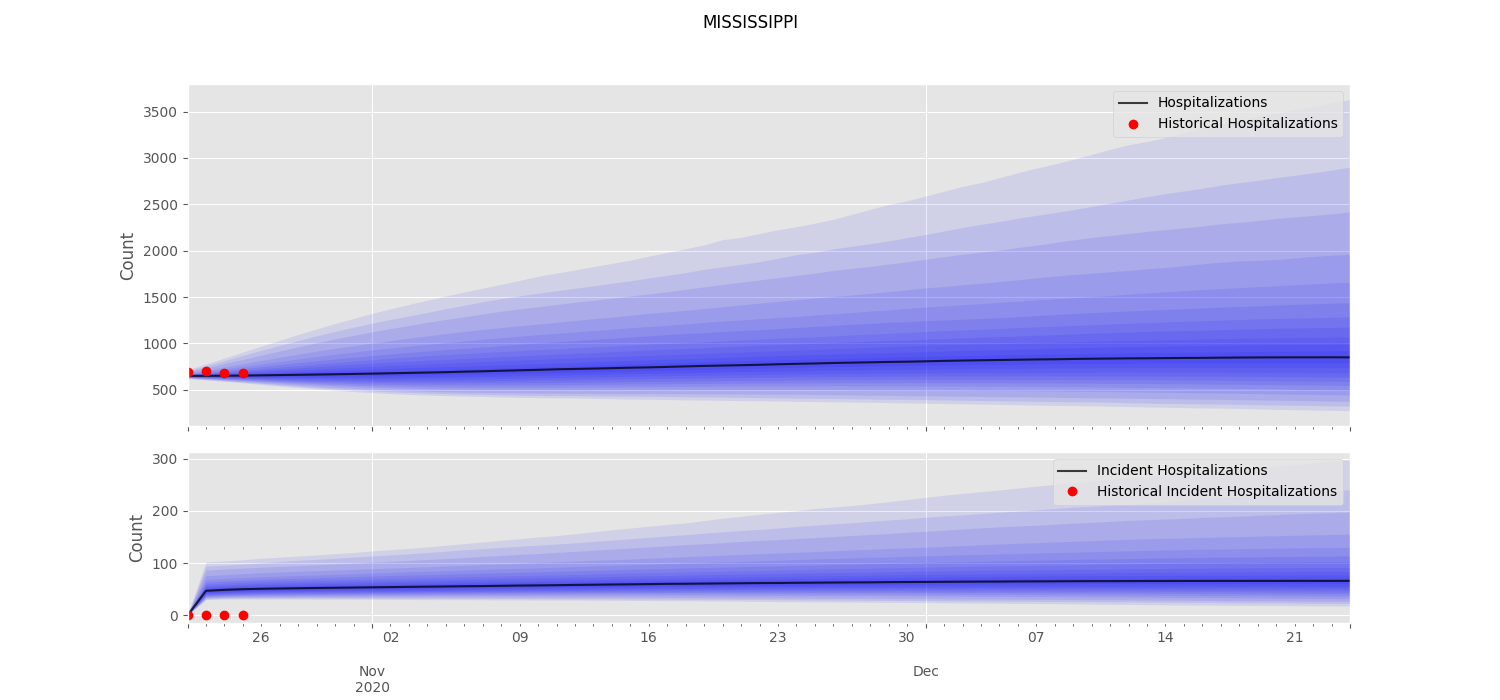 MISSISSIPPI
3500
3000
2500
2000
1500
1000
500
Count
Hospitalizations
Historical Hospitalizations
300
200
100
0
Count
Incident Hospitalizations
Historical Incident Hospitalizations
26 02 09 16 23 30 07 14 21
Nov Dec
2020